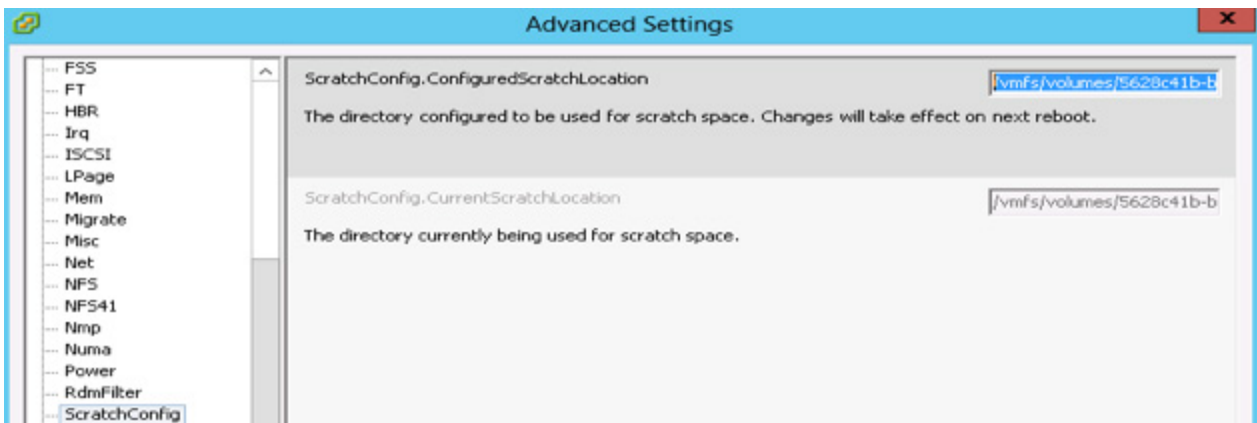 Advanced Settings
x
FSS
FT
HBR
Irq
ISCSI
LPage
Mem
Migrate
Misc
Net
NFS
NFS41
Nmp
Numa
Power
RdmFilter
ScratchConfig
ScratchConfig.ConfiguredScratchLocation
/vmfs/volumes/5628c41b-b
The directory configured to be used for scratch space. Changes will take effect on next reboot.
ScratchConfig.CurrentScratchLocation
/vmfs/volumes/5628c41b-b
The directory currently being used for scratch space.